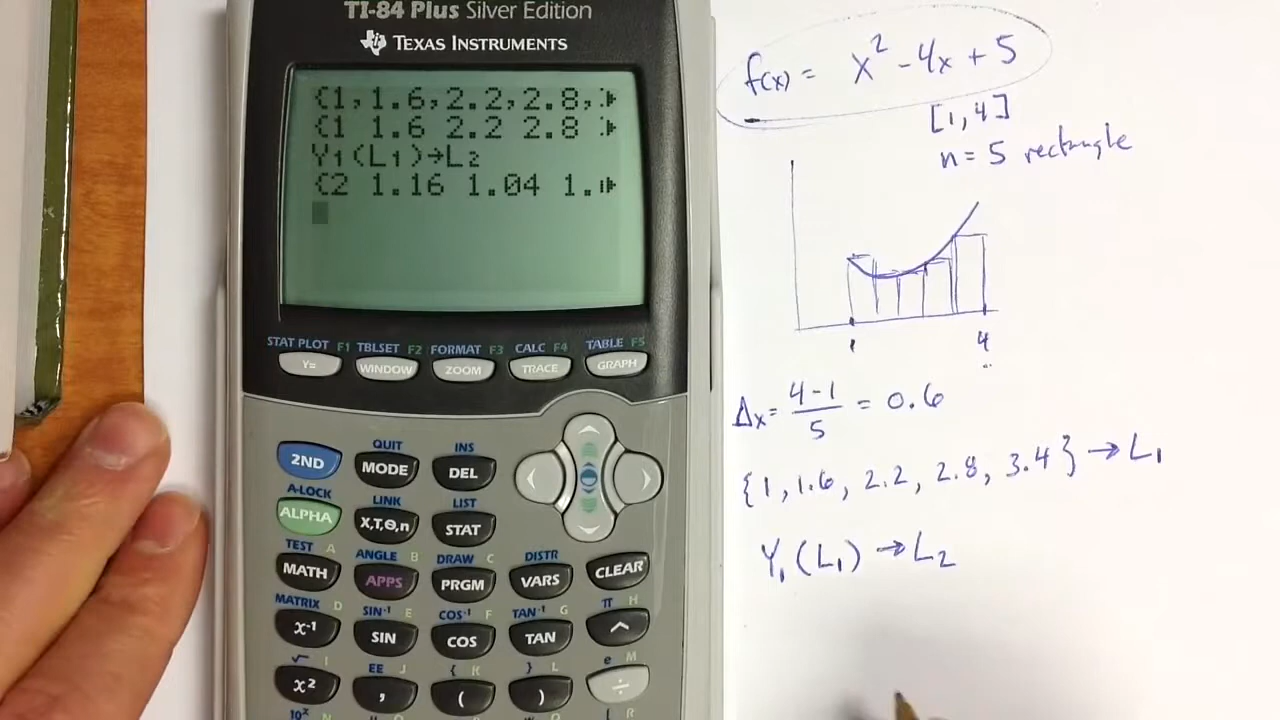 TI-84 Plus Silver Edition
TEXAS INSTRUMENTS
{1,1.6,2.2,2.8,
{1 1.6 2.2 2.8
Y₁(L₁)→L₂
{2 1.16 1.04 1.
STAT PLOT F1 TBLSET F2 FORMAT F3 CALC F4 TABLE F5
Y= WINDOW ZOOM TRACE GRAPH
QUIT INS
2ND MODE DEL
A-LOCK LINK LIST
ALPHA X,T,Θ,n STAT
TEST A ANGLE B DRAW C DISTR
MATH APPS PRGM VARS CLEAR
MATRIX D SIN⁻¹ E COS⁻¹ F TAN⁻¹ G π H
x⁻¹ SIN COS TAN ^
√ I EE J { K } L e M
x² , ( ) ÷
10ˣ N
f(x) = x² - 4x + 5
[1, 4]
n = 5 rectangle
1 4
Δx = 4-1/5 = 0.6
{1, 1.6, 2.2, 2.8, 3.4} → L₁
Y₁(L₁) → L₂